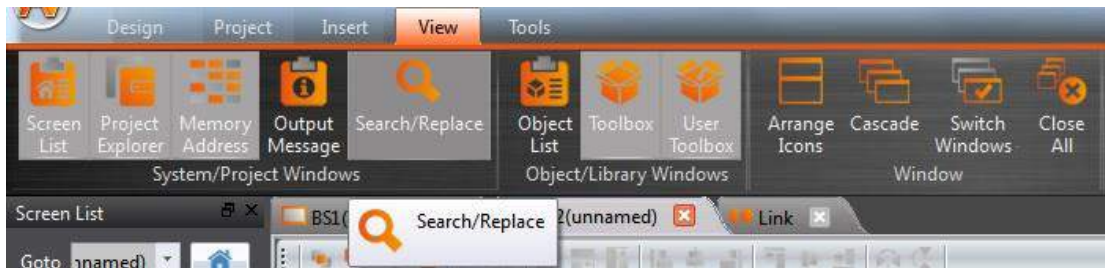 Design Project Insert View Tools
Screen List
Project Explorer
Memory Address
Output Message
Search/Replace
Object List
Toolbox
User Toolbox
Arrange Icons
Cascade
Switch Windows
Close All
System/Project Windows
Object/Library Windows
Window
Screen List
BS1(
Search/Replace
2(unnamed)
Link
Goto
nnamed)